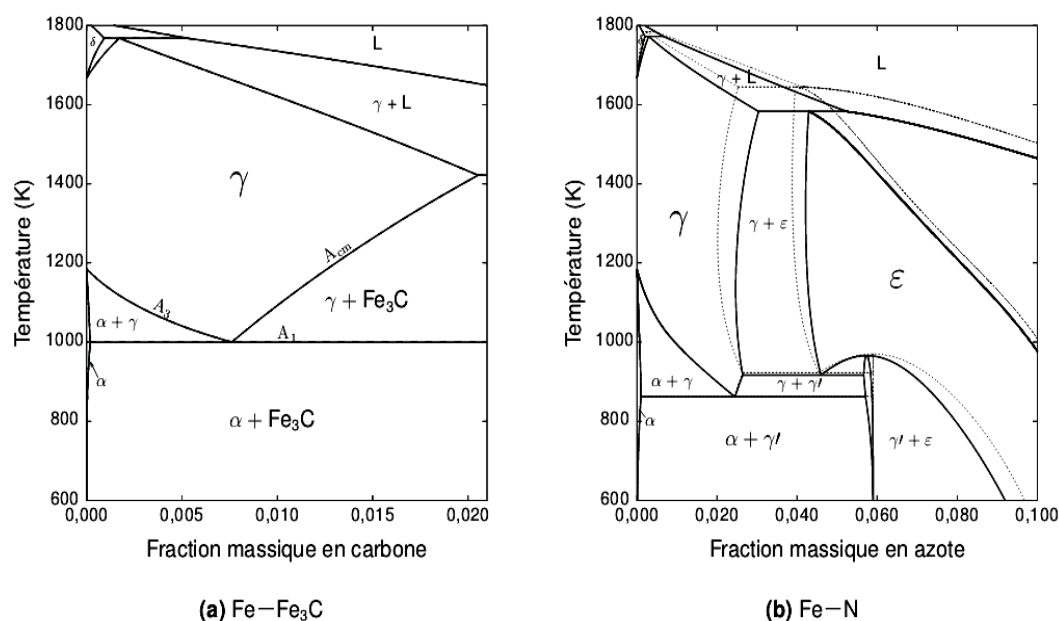 1800
1600
1400
1200
1000
800
600
Température (K)
0,000
0,005
0,010
0,015
0,020
Fraction massique en carbone
δ
L
γ + L
γ
A_cm
γ + Fe₃C
A₃
α + γ
A₁
α
α + Fe₃C
(a) Fe−Fe₃C
1800
1600
1400
1200
1000
800
600
Température (K)
0,000
0,020
0,040
0,060
0,080
0,100
Fraction massique en azote
L
γ + L
γ
γ + ε
ε
α + γ
γ + γ′
α
α + γ′
γ′ + ε
(b) Fe−N